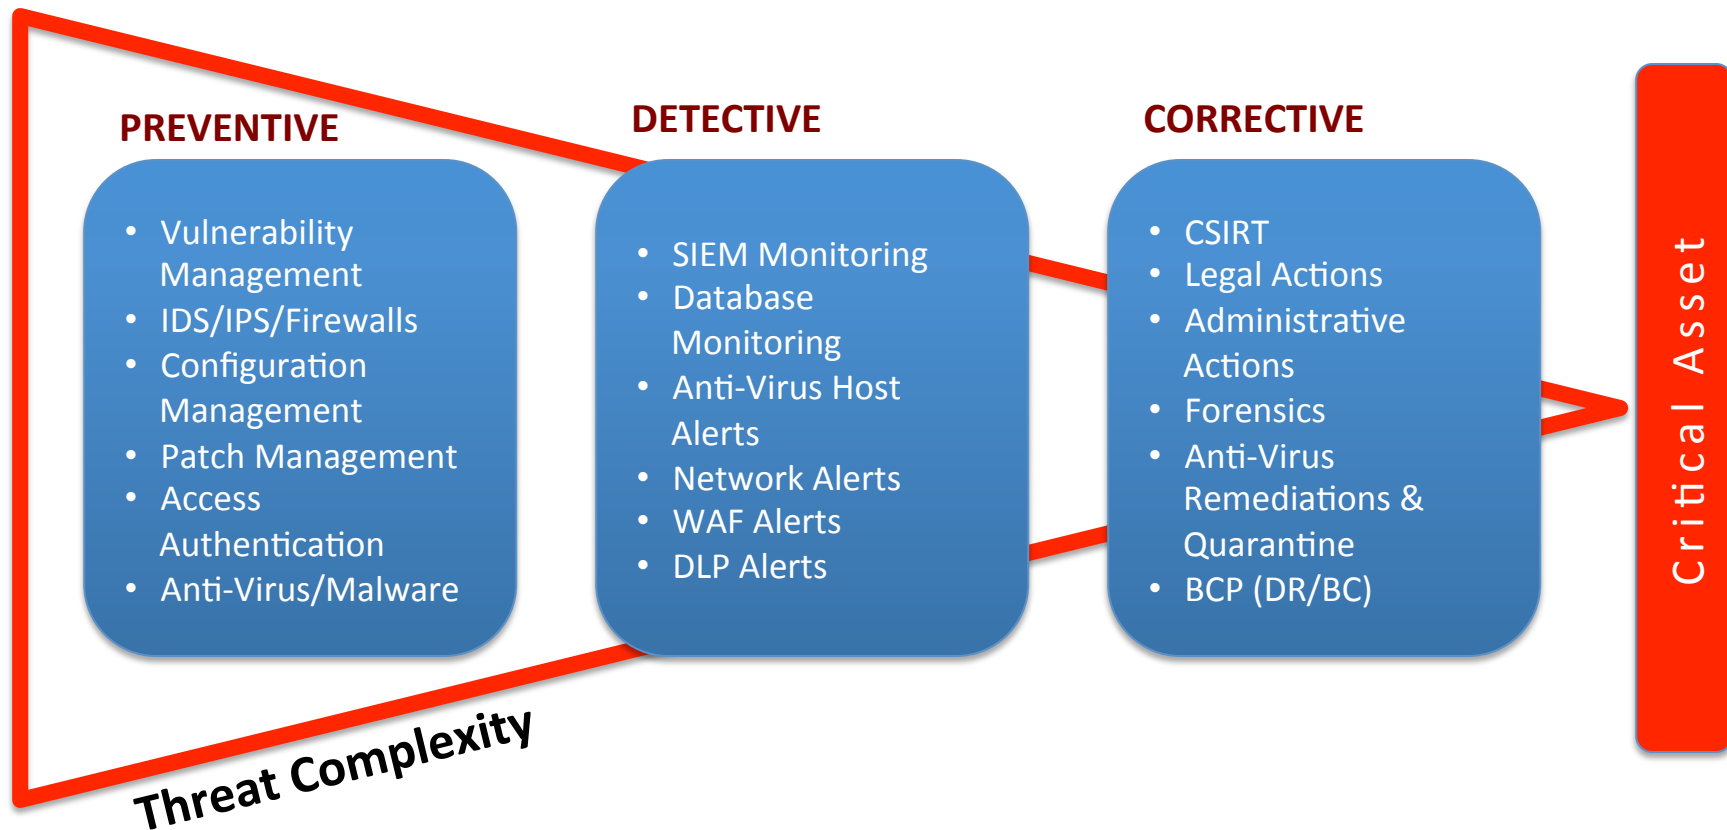 PREVENTIVE
• Vulnerability
Management
• IDS/IPS/Firewalls
• Configuration
Management
• Patch Management
• Access
Authentication
• Anti-Virus/Malware
DETECTIVE
• SIEM Monitoring
• Database
Monitoring
• Anti-Virus Host
Alerts
• Network Alerts
• WAF Alerts
• DLP Alerts
CORRECTIVE
• CSIRT
• Legal Actions
• Administrative
Actions
• Forensics
• Anti-Virus
Remediations &
Quarantine
• BCP (DR/BC)
Critical Asset
Threat Complexity